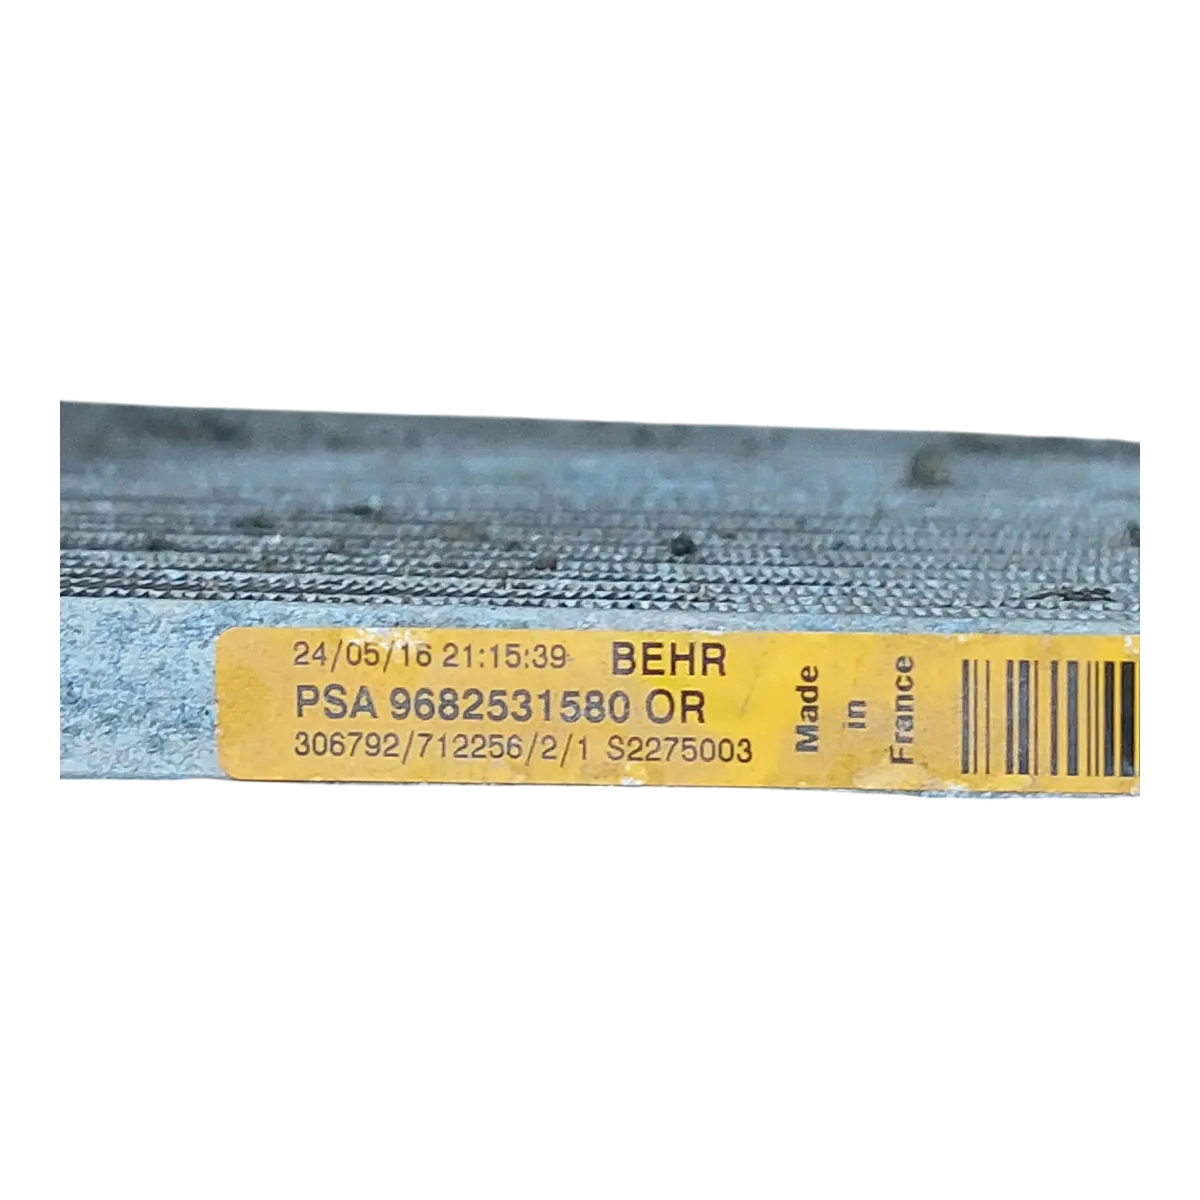 24/05/16 21:15:39 BEHR
PSA 9682531580 OR
306792/712256/2/1 S2275003
Made
in
France